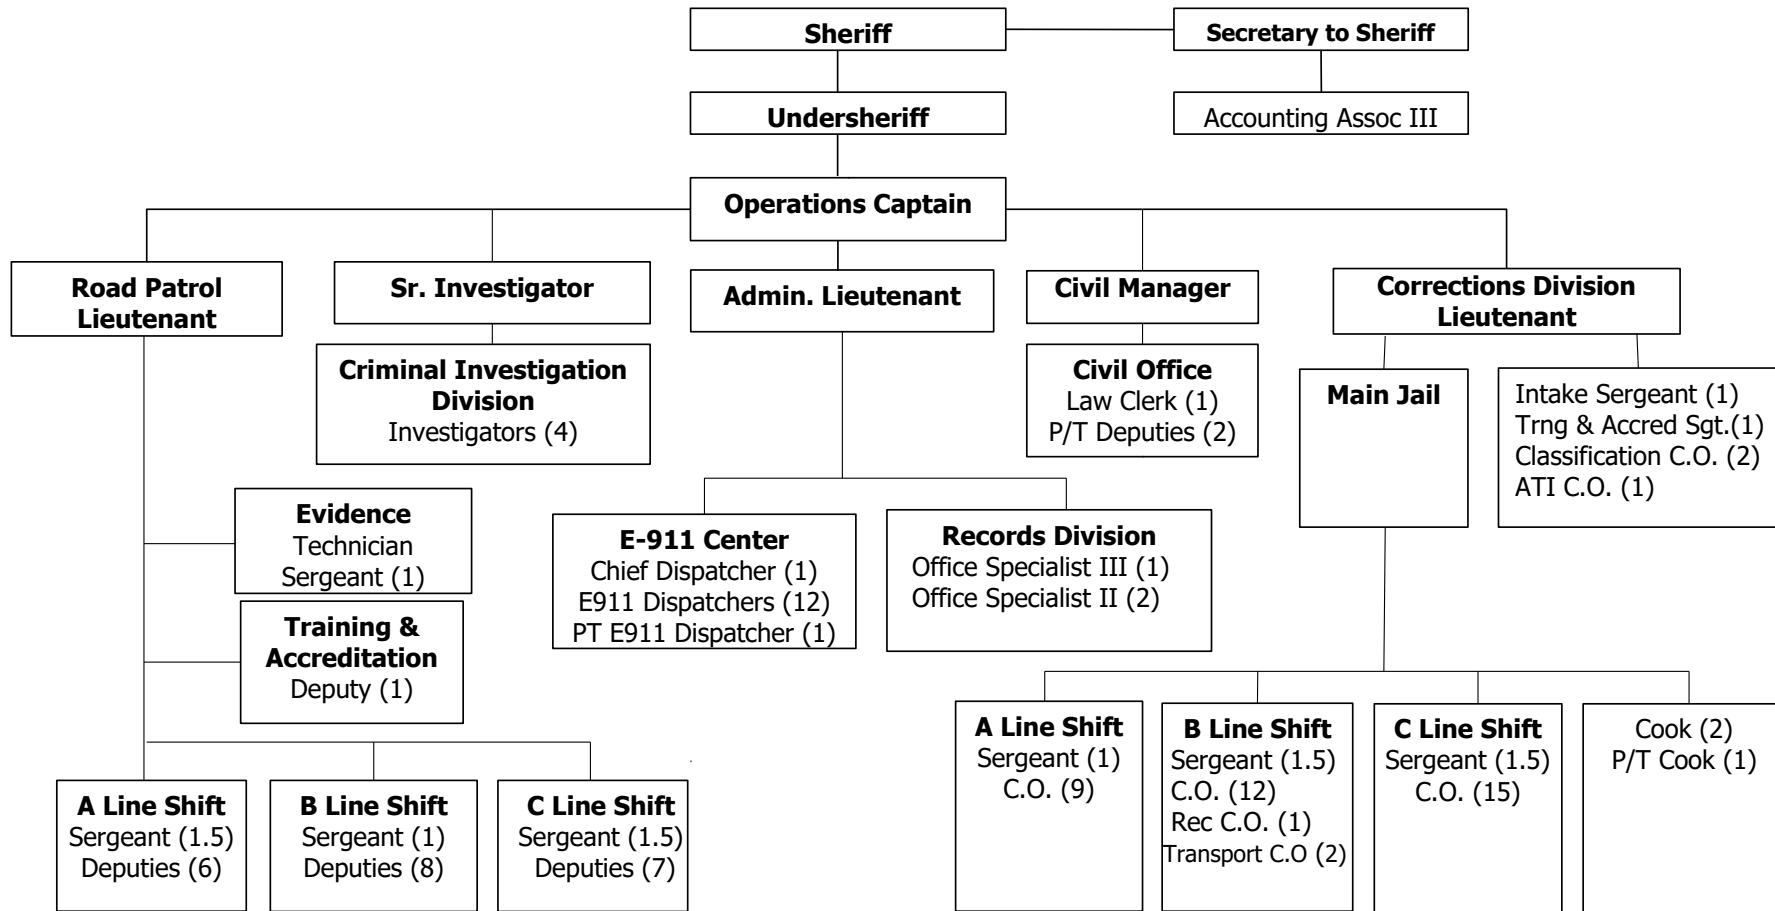 Sheriff
Secretary to Sheriff
Undersheriff
Accounting Assoc III
Operations Captain
Road Patrol
Lieutenant
Sr. Investigator
Admin. Lieutenant
Civil Manager
Corrections Division
Lieutenant
Criminal Investigation
Division
Investigators (4)
Civil Office
Law Clerk (1)
P/T Deputies (2)
Main Jail
Intake Sergeant (1)
Trng & Accred Sgt.(1)
Classification C.O. (2)
ATI C.O. (1)
Evidence
Technician
Sergeant (1)
Training &
Accreditation
Deputy (1)
E-911 Center
Chief Dispatcher (1)
E911 Dispatchers (12)
PT E911 Dispatcher (1)
Records Division
Office Specialist III (1)
Office Specialist II (2)
A Line Shift
Sergeant (1.5)
Deputies (6)
B Line Shift
Sergeant (1)
Deputies (8)
C Line Shift
Sergeant (1.5)
Deputies (7)
A Line Shift
Sergeant (1)
C.O. (9)
B Line Shift
Sergeant (1.5)
C.O. (12)
Rec C.O. (1)
Transport C.O (2)
C Line Shift
Sergeant (1.5)
C.O. (15)
Cook (2)
P/T Cook (1)